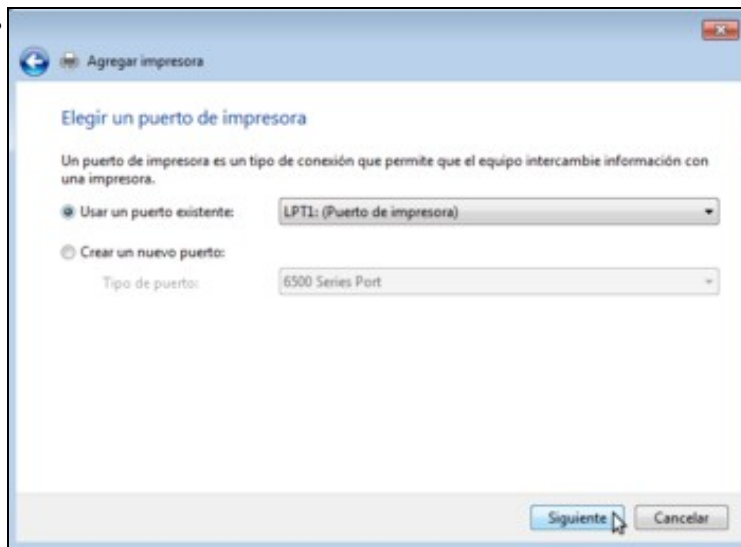 Agregar impresora
Elegir un puerto de impresora
Un puerto de impresora es un tipo de conexión que permite que el equipo intercambie información con
una impresora.
Usar un puerto existente: LPT1: (Puerto de impresora)
Crear un nuevo puerto:
Tipo de puerto: 6500 Series Port
Siguiente Cancelar